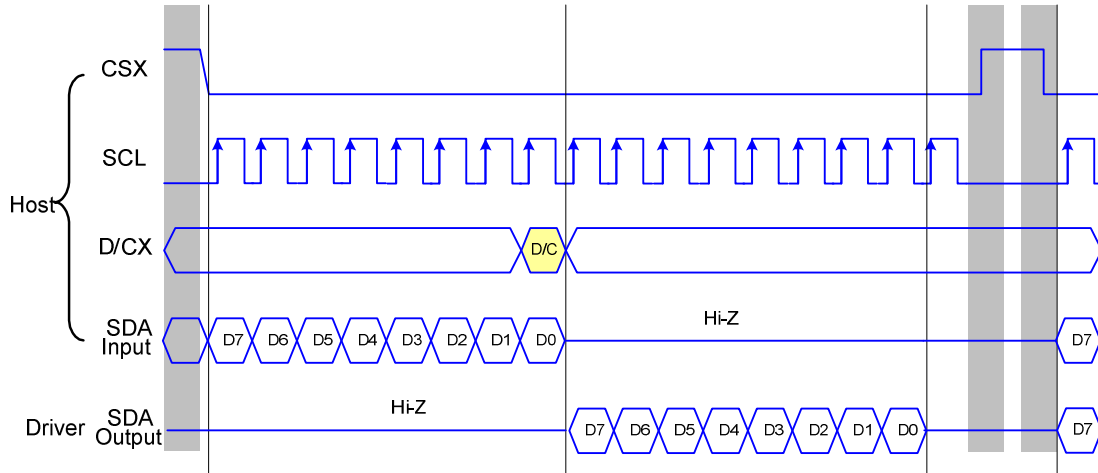 CSX
SCL
Host
D/CX
D/C
SDA
Input
D7 D6 D5 D4 D3 D2 D1 D0
Hi-Z
D7
Driver
SDA
Output
Hi-Z
D7 D6 D5 D4 D3 D2 D1 D0
D7